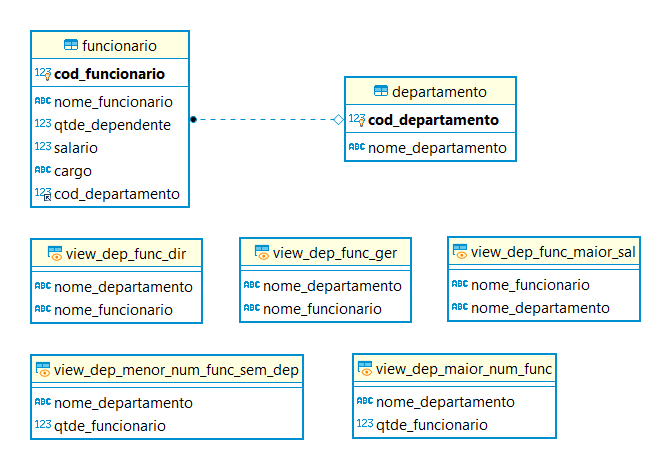 funcionario
123 cod_funcionario
ABC nome_funcionario
123 qtde_dependente
123 salario
ABC cargo
123 cod_departamento
departamento
123 cod_departamento
ABC nome_departamento
view_dep_func_dir
ABC nome_departamento
ABC nome_funcionario
view_dep_func_ger
ABC nome_departamento
ABC nome_funcionario
view_dep_func_maior_sal
ABC nome_funcionario
ABC nome_departamento
view_dep_menor_num_func_sem_dep
ABC nome_departamento
123 qtde_funcionario
view_dep_maior_num_func
ABC nome_departamento
123 qtde_funcionario